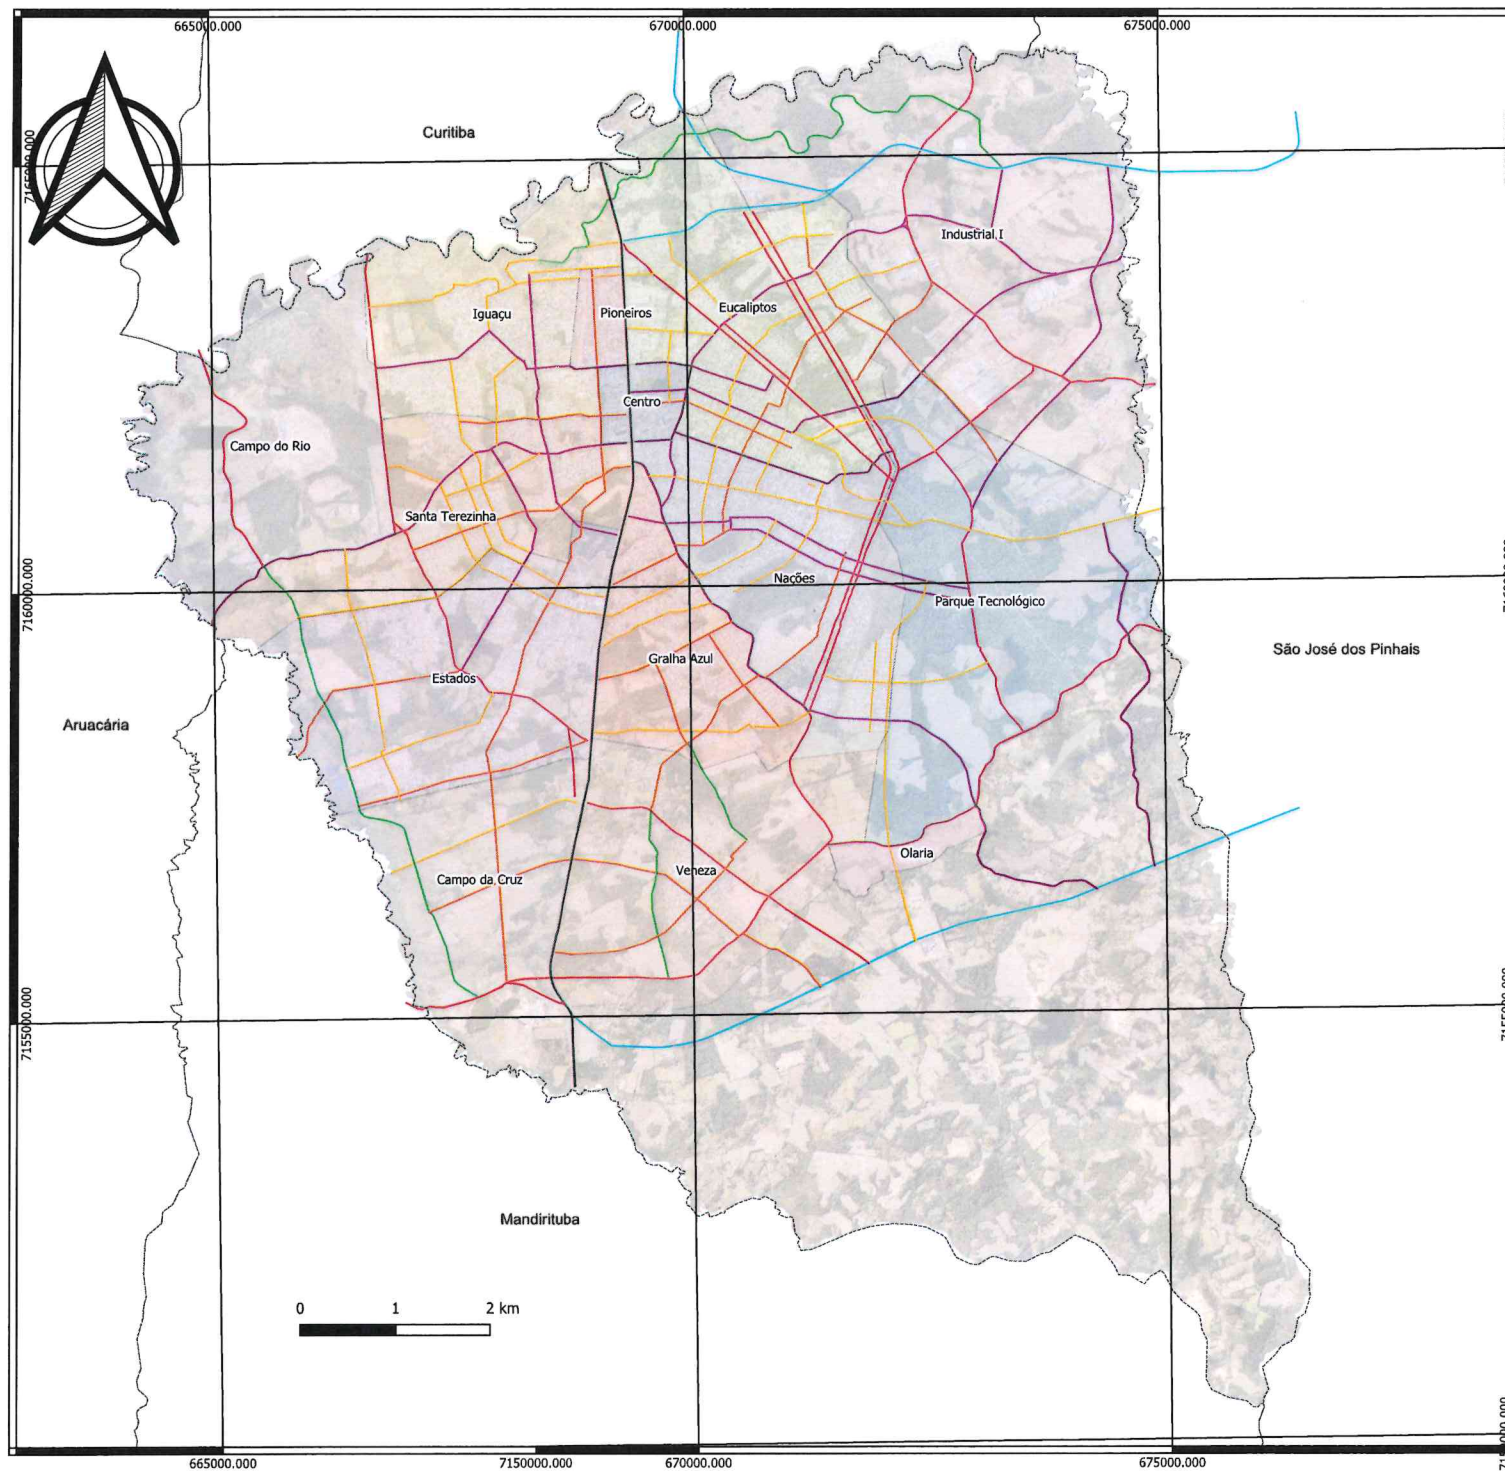 665000.000
670000.000
675000.000
7165000.000
Curitiba
Industrial I
Iguaçu
Pioneiros
Eucaliptos
Centro
Campo do Rio
Santa Terezinha
Nações
Parque Tecnológico
7160000.000
São José dos Pinhais
Gralha Azul
Estados
Aruacária
Olaria
Veneza
Campo da Cruz
7155000.000
7155000.000
Mandirituba
0 1 2 km
665000.000
7150000.000
670000.000
675000.000